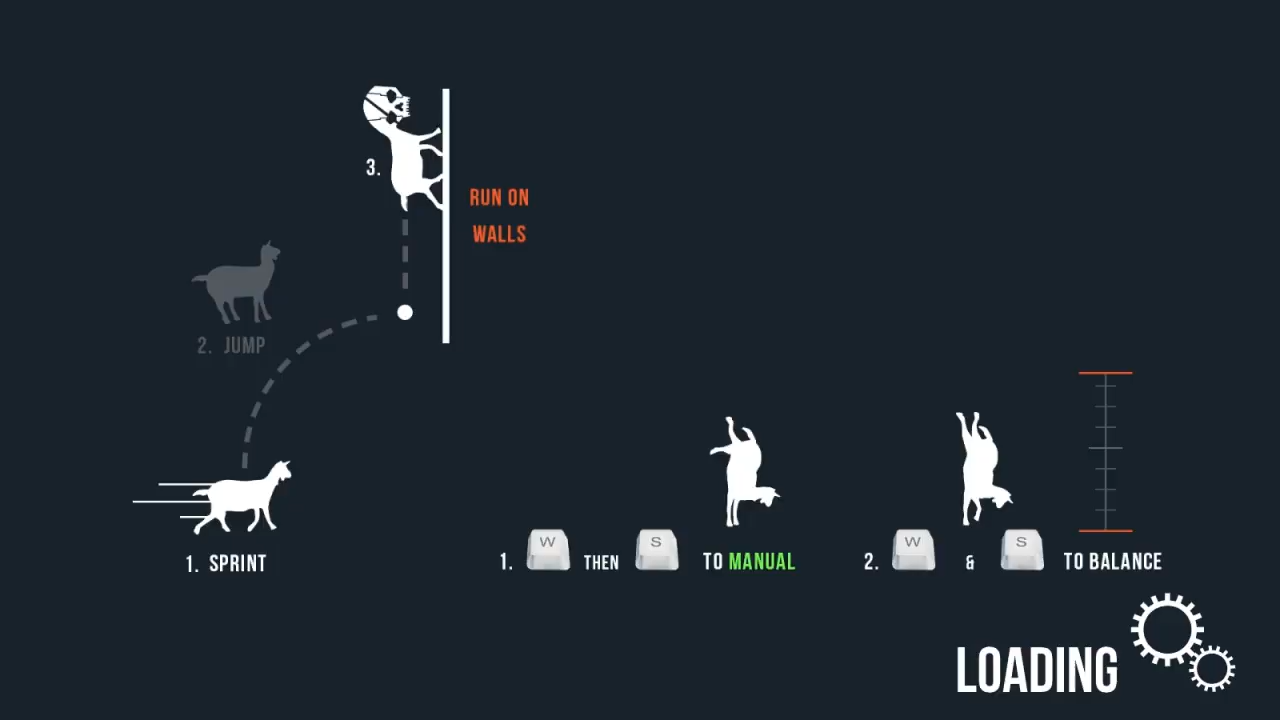 3.
RUN ON
WALLS
2. JUMP
1. SPRINT
1. W THEN S TO MANUAL
2. W & S TO BALANCE
LOADING